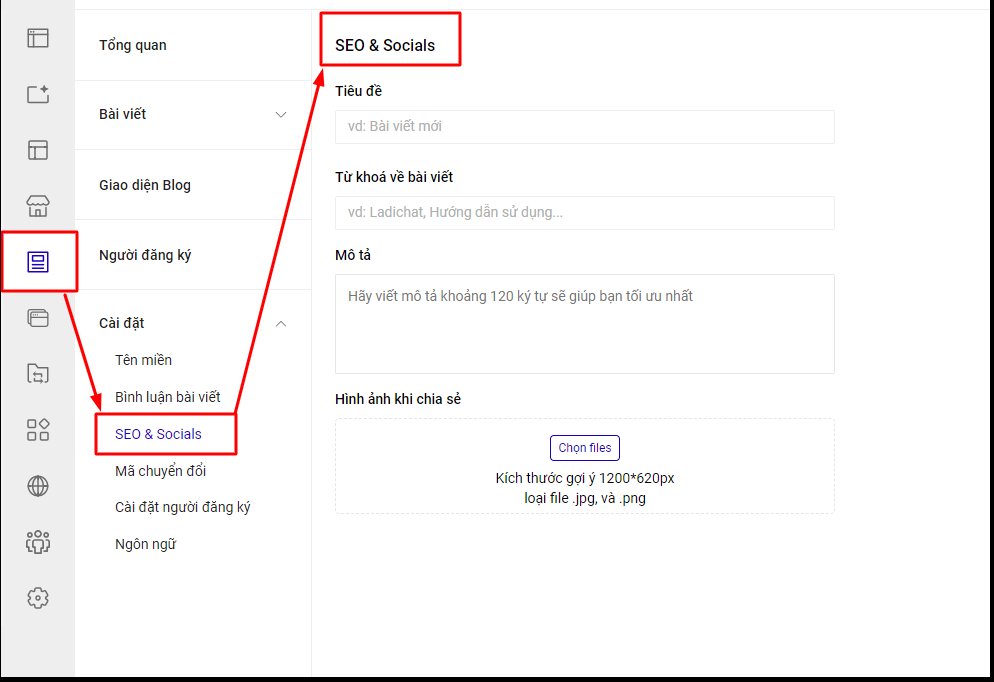 Tổng quan
Bài viết
Giao diện Blog
Người đăng ký
Cài đặt
Tên miền
Bình luận bài viết
SEO & Socials
Mã chuyển đổi
Cài đặt người đăng ký
Ngôn ngữ
SEO & Socials
Tiêu đề
vd: Bài viết mới
Từ khoá về bài viết
vd: Ladichat, Hướng dẫn sử dụng...
Mô tả
Hãy viết mô tả khoảng 120 ký tự sẽ giúp bạn tối ưu nhất
Hình ảnh khi chia sẻ
Chọn files
Kích thước gợi ý 1200*620px
loại file .jpg, và .png